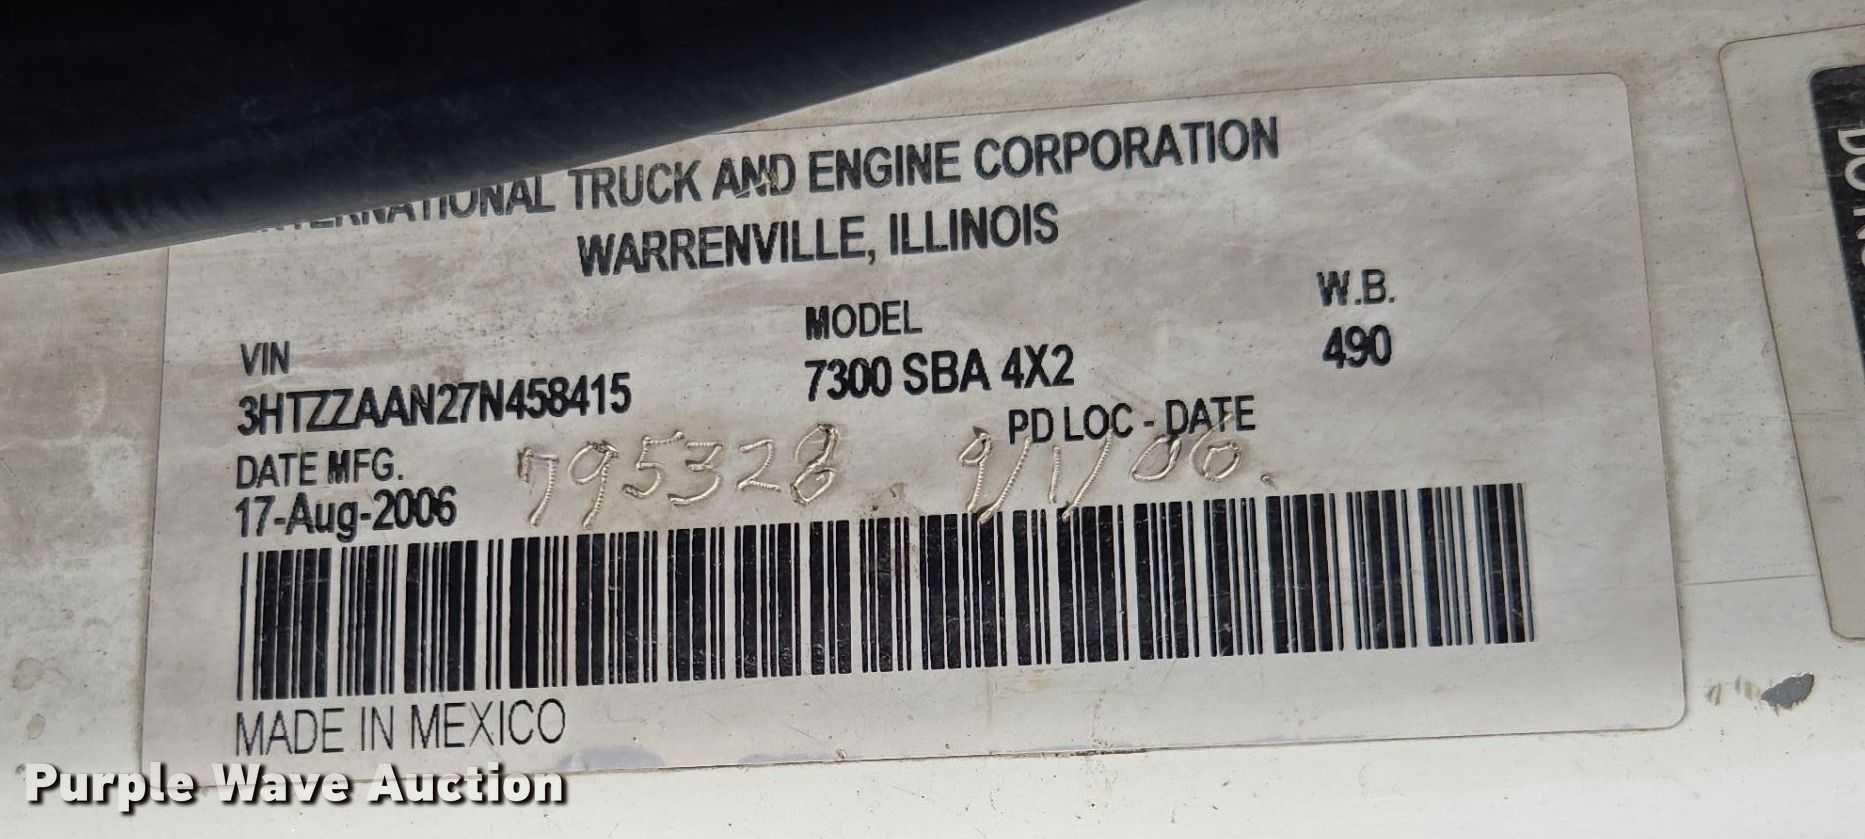 INTERNATIONAL TRUCK AND ENGINE CORPORATION
WARRENVILLE, ILLINOIS
VIN
3HTZZAAN27N458415
MODEL
7300 SBA 4X2
W.B.
490
DATE MFG.
17-Aug-2006
PD LOC - DATE
795328 9/1/06.
MADE IN MEXICO
Purple Wave Auction